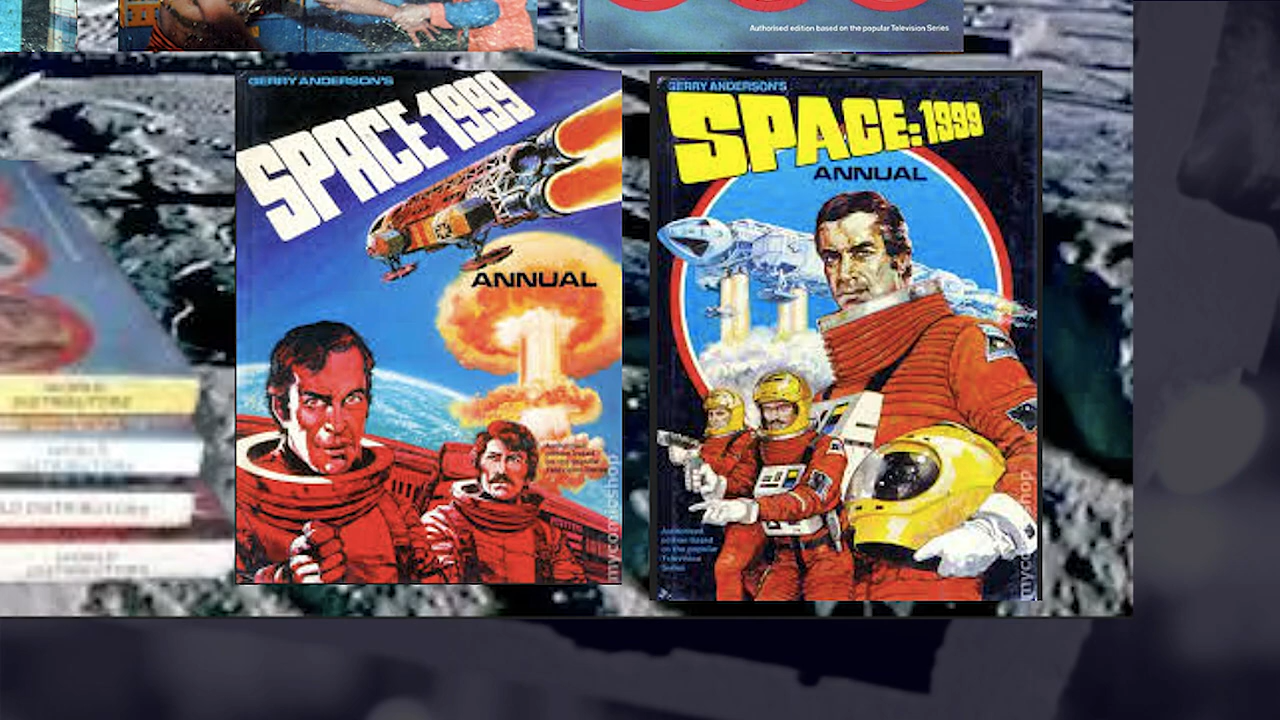 Authorised edition based on the popular Television Series
GERRY ANDERSON'S
SPACE 1999
ANNUAL
mycomicshop
GERRY ANDERSON'S
SPACE: 1999
ANNUAL
Authorised
edition based
on the popular
Television
Series